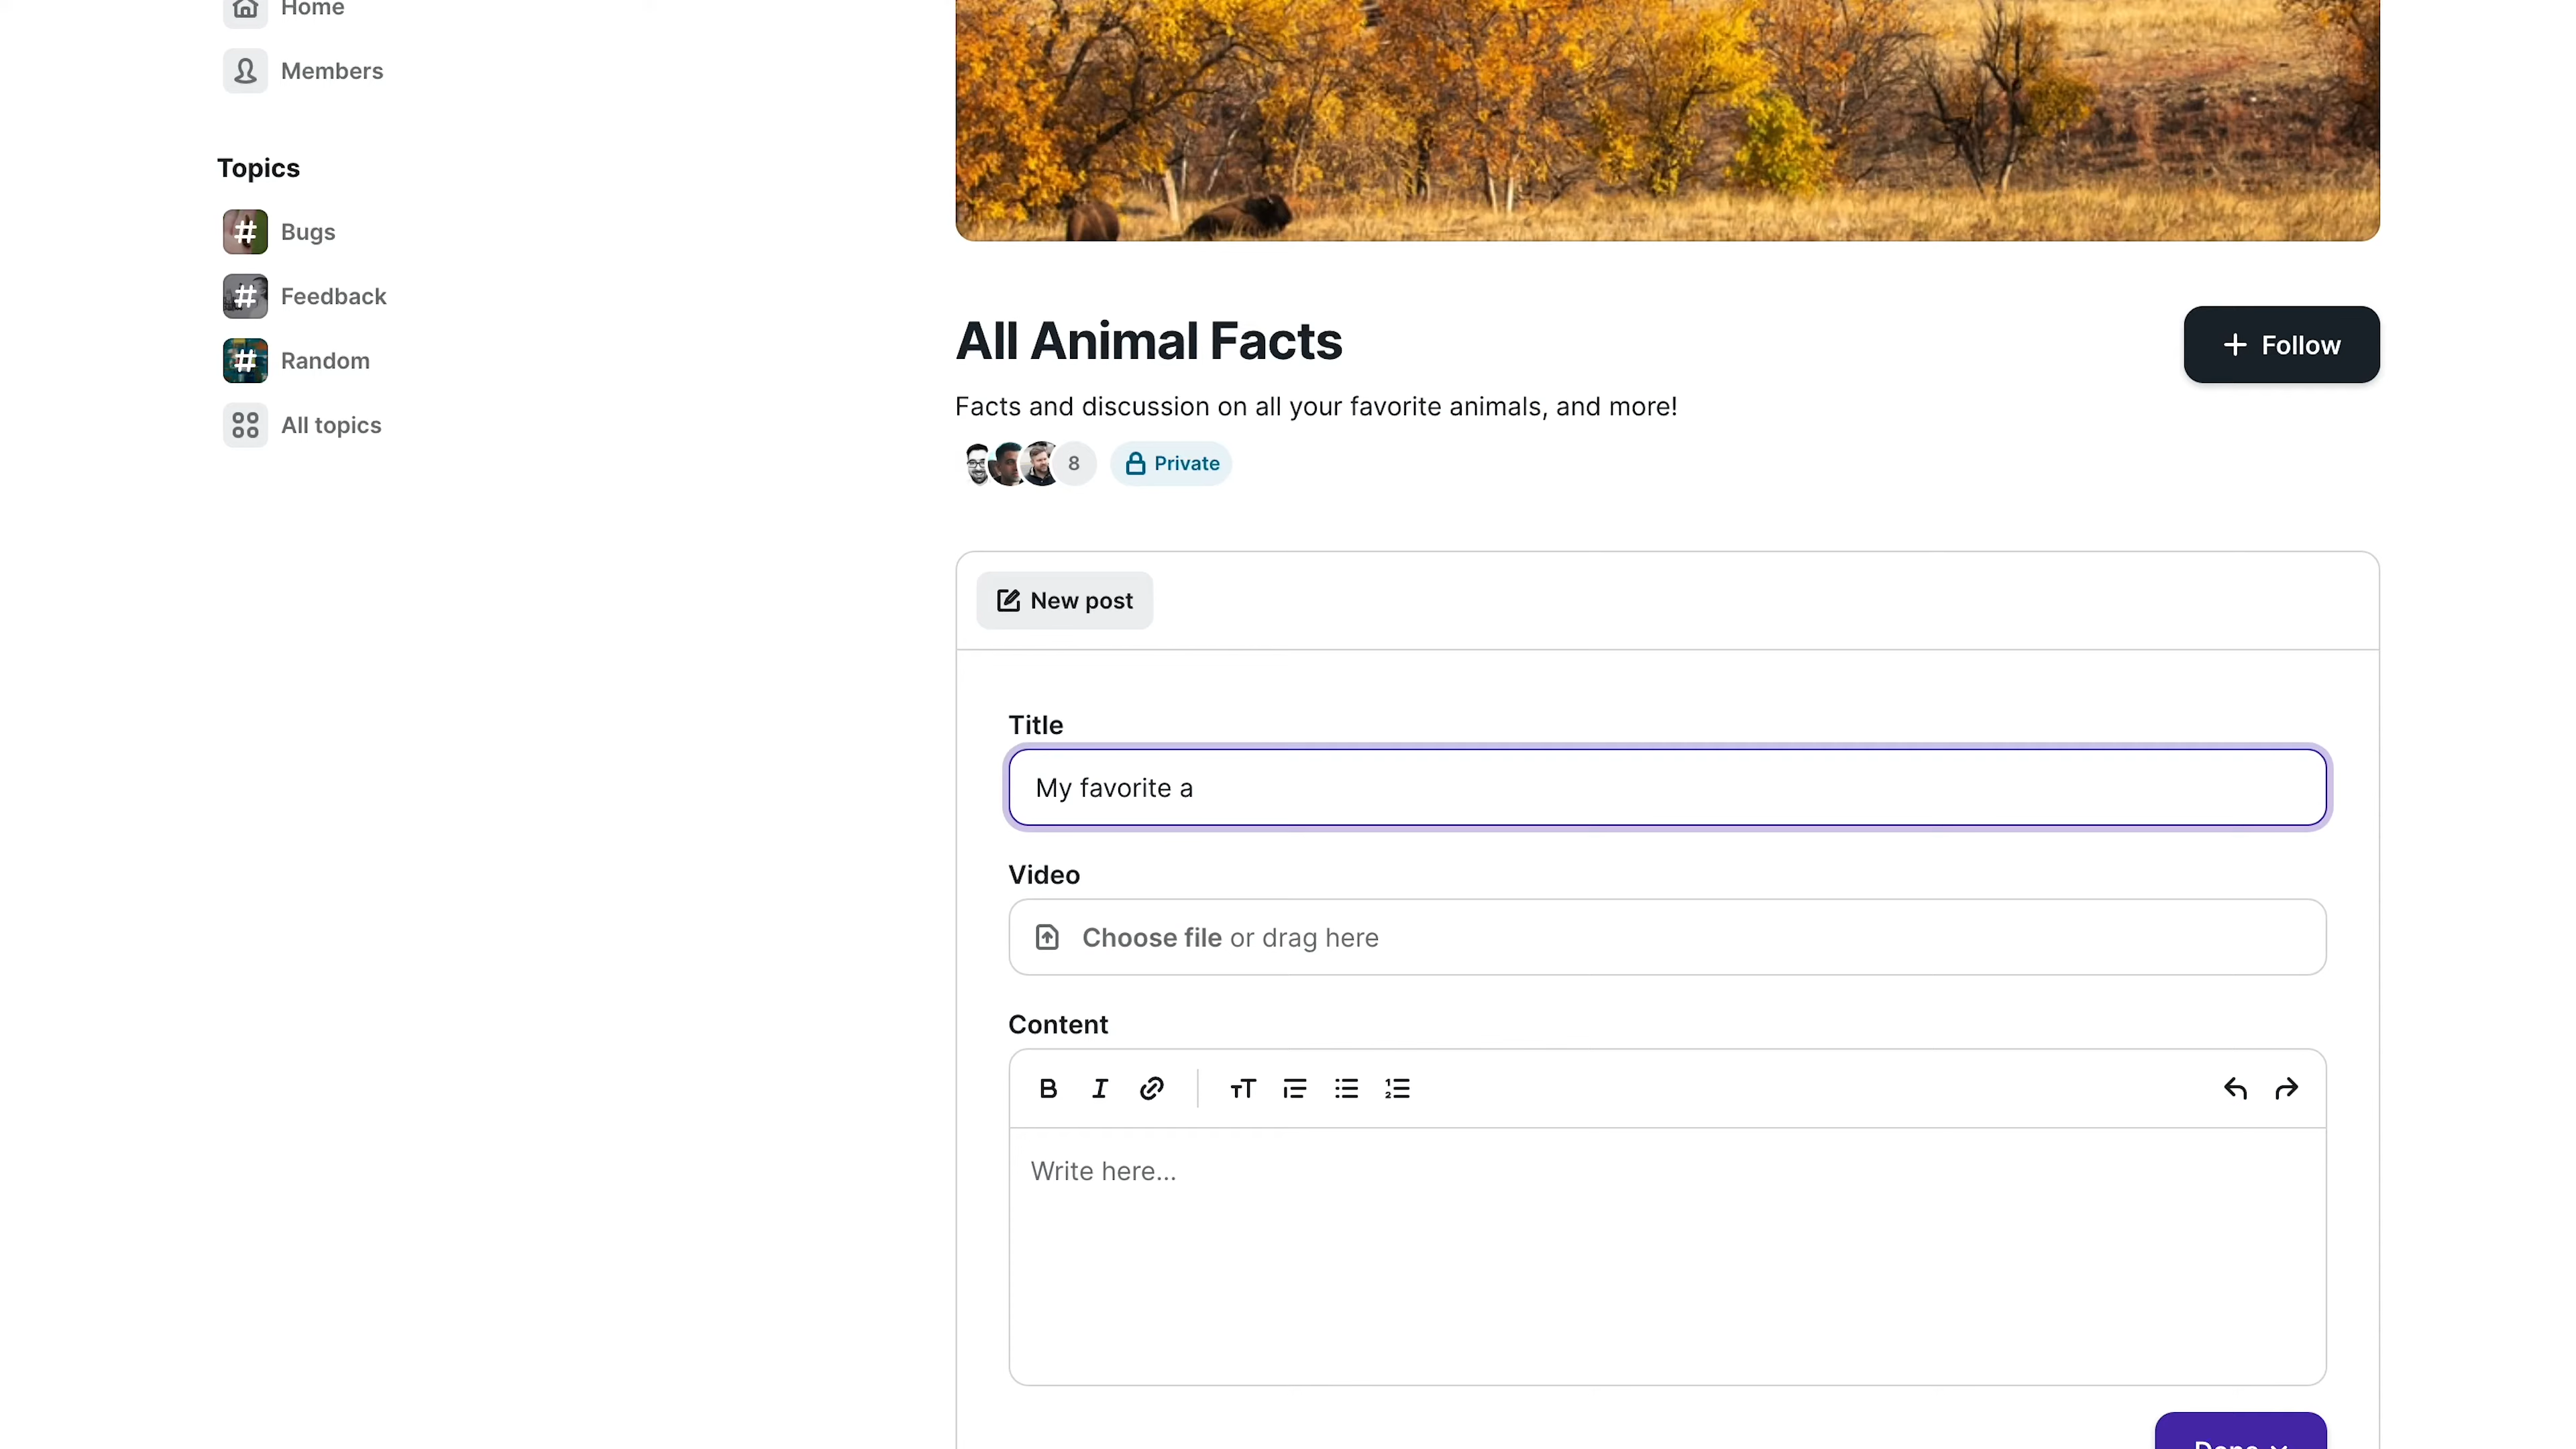 Home
Members
Topics
# Bugs
# Feedback
# Random
All topics
All Animal Facts
+ Follow
Facts and discussion on all your favorite animals, and more!
8
Private
New post
Title
My favorite a
Video
Choose file or drag here
Content
B I TT
Write here...
Done